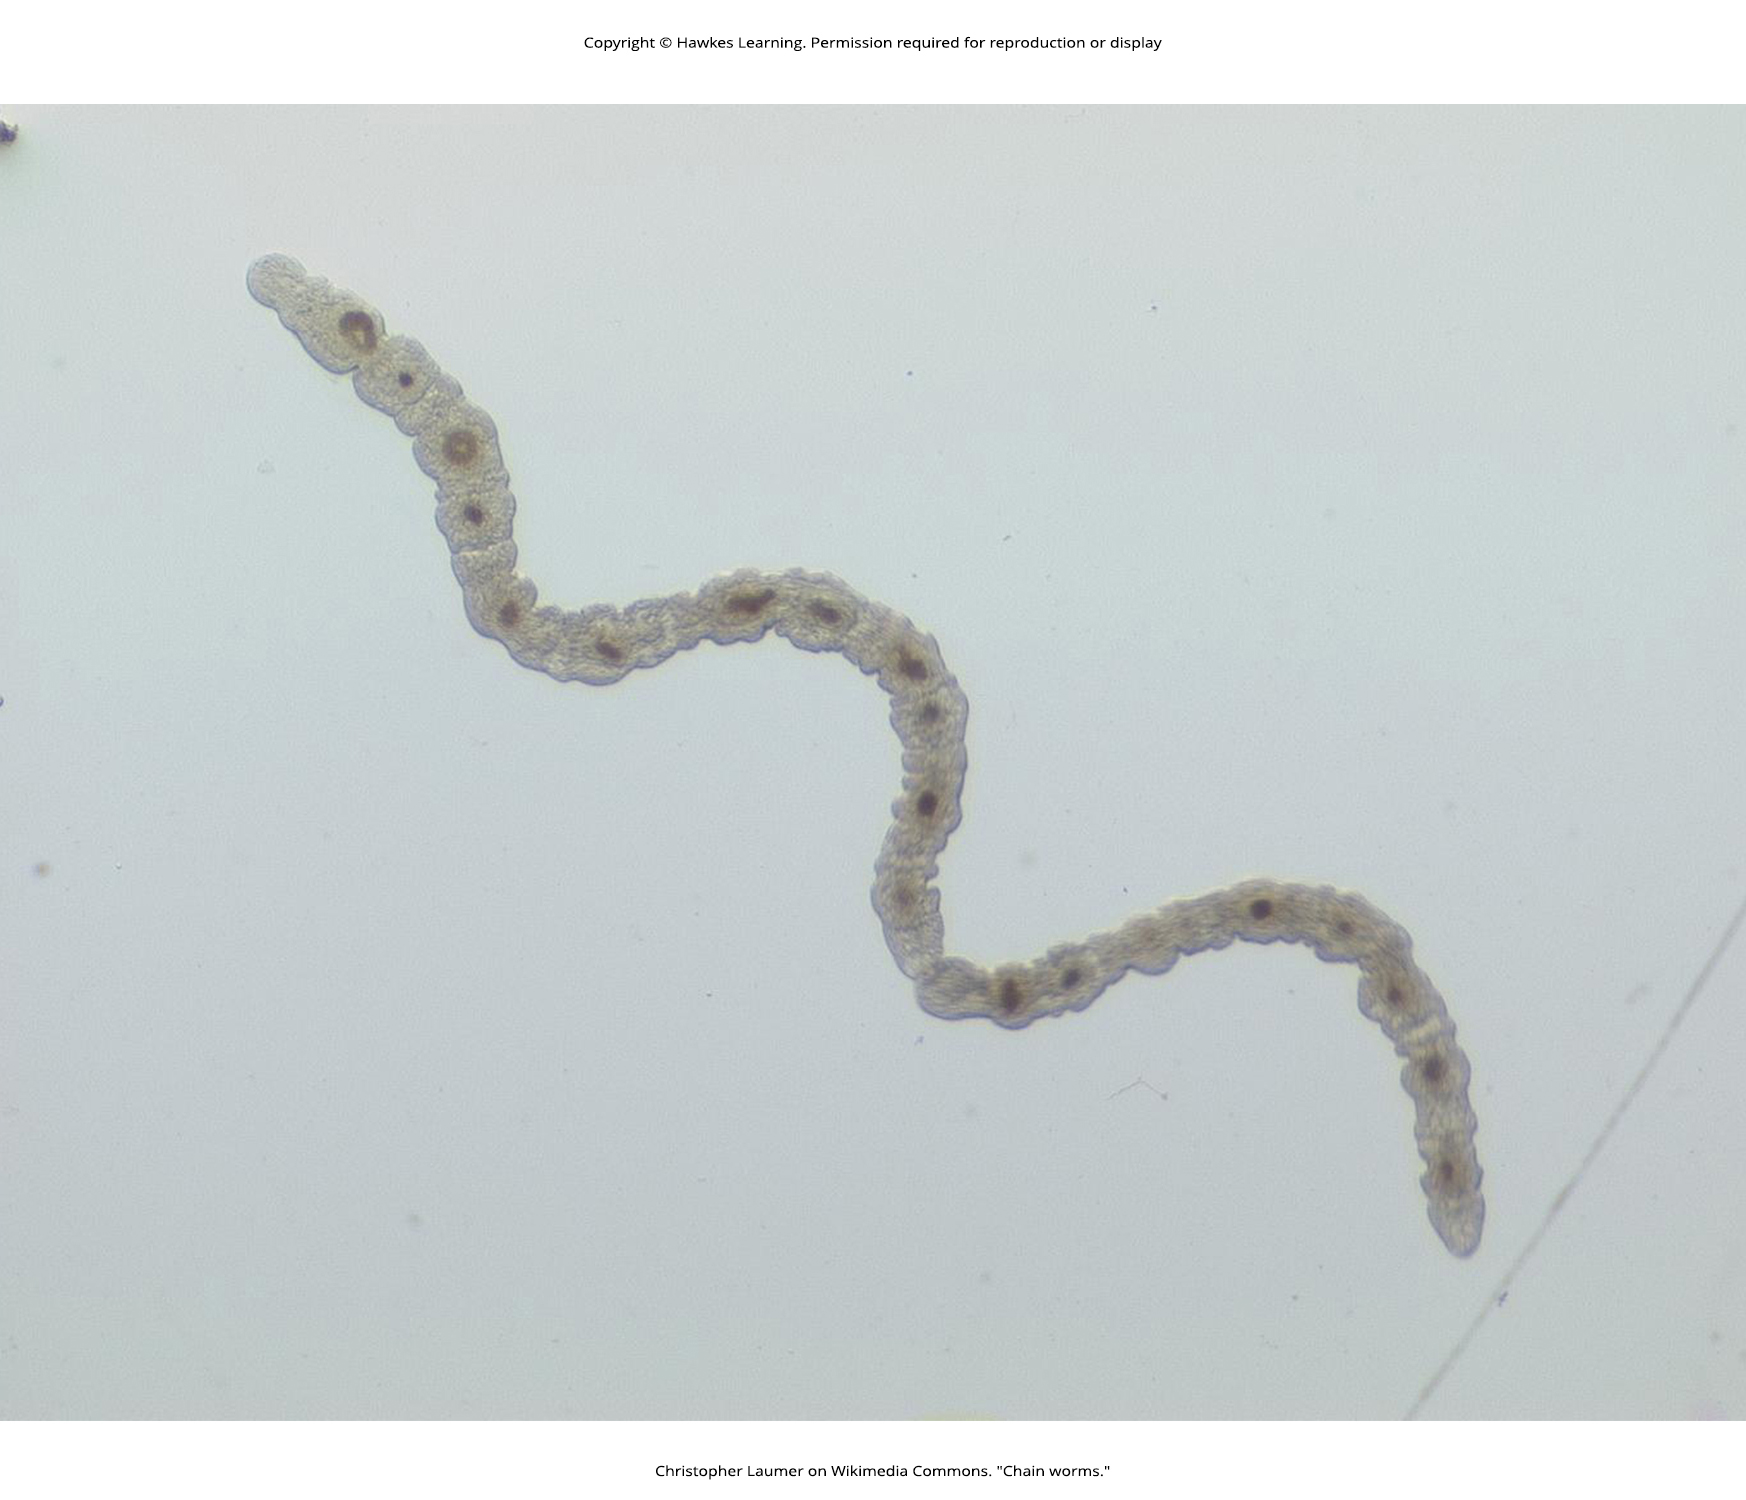 Copyright © Hawkes Learning. Permission required for reproduction or display
Christopher Laumer on Wikimedia Commons. "Chain worms."